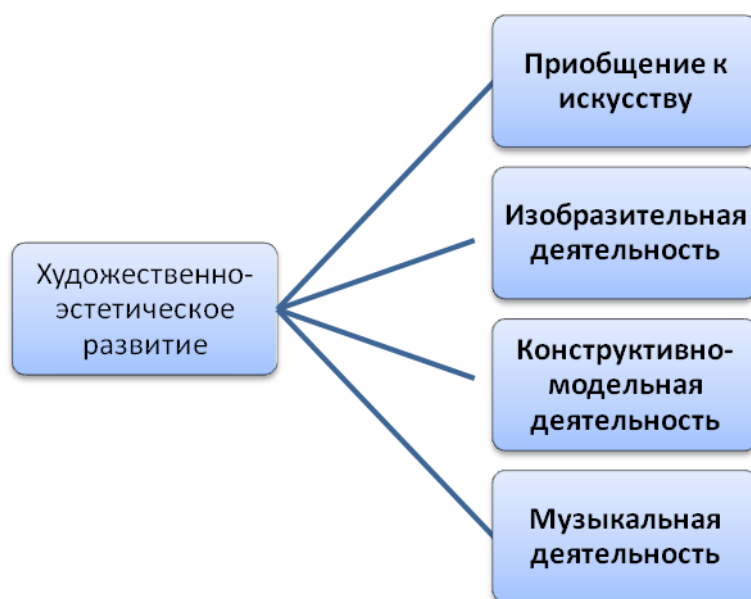 Приобщение к
искусству
Изобразительная
деятельность
Художественно-
эстетическое
развитие
Конструктивно-
модельная
деятельность
Музыкальная
деятельность